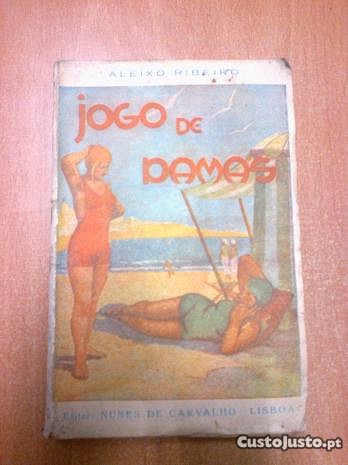 ALEIXO RIBEIRO
JOGO DE
DAMAS
Editor: NUNES DE CARVALHO - LISBOA
CustoJusto.pt